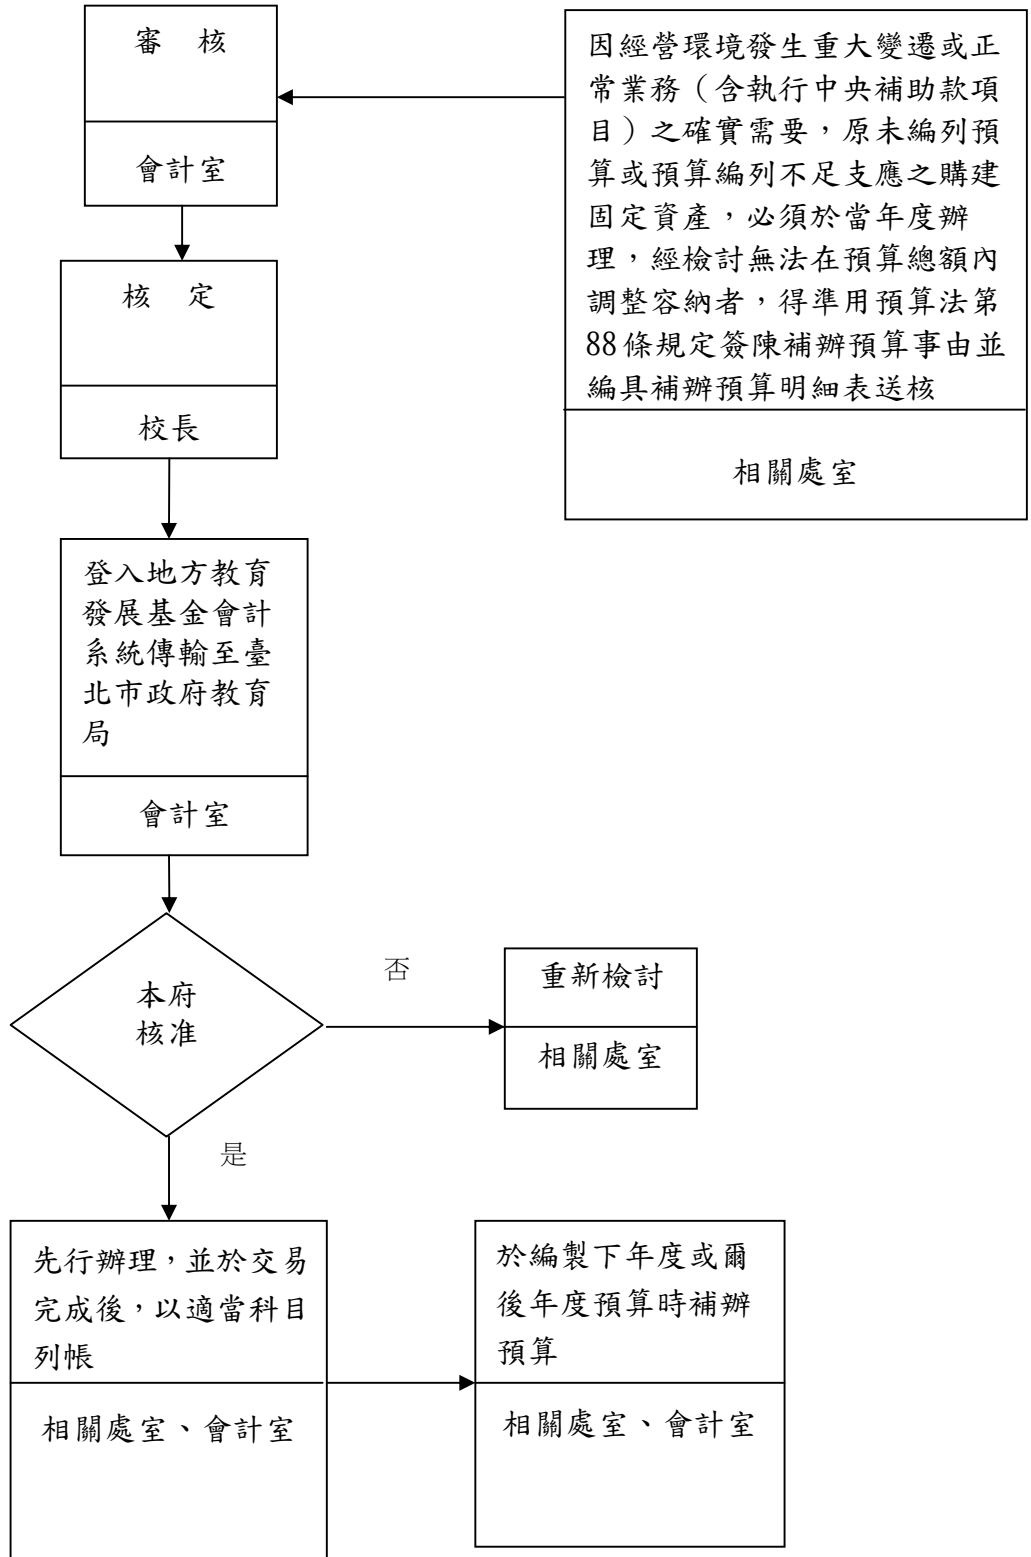 審　核
會計室
因經營環境發生重大變遷或正
常業務（含執行中央補助款項
目）之確實需要，原未編列預
算或預算編列不足支應之購建
固定資產，必須於當年度辦
理，經檢討無法在預算總額內
調整容納者，得準用預算法第
88條規定簽陳補辦預算事由並
編具補辦預算明細表送核
相關處室
核　定
校長
登入地方教育
發展基金會計
系統傳輸至臺
北市政府教育
局
會計室
本府
核准
否
重新檢討
相關處室
是
先行辦理，並於交易
完成後，以適當科目
列帳
相關處室、會計室
於編製下年度或爾
後年度預算時補辦
預算
相關處室、會計室